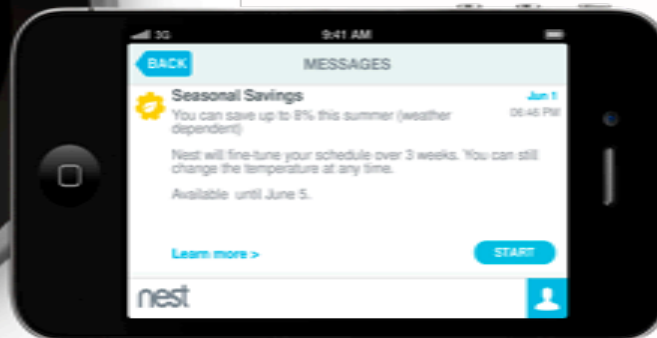 3G 9:41 AM
BACK MESSAGES
Seasonal Savings Jun 1
You can save up to 8% this summer (weather 06:46 PM
dependent)
Nest will fine-tune your schedule over 3 weeks. You can still
change the temperature at any time.
Available until June 5.
Learn more > START
nest